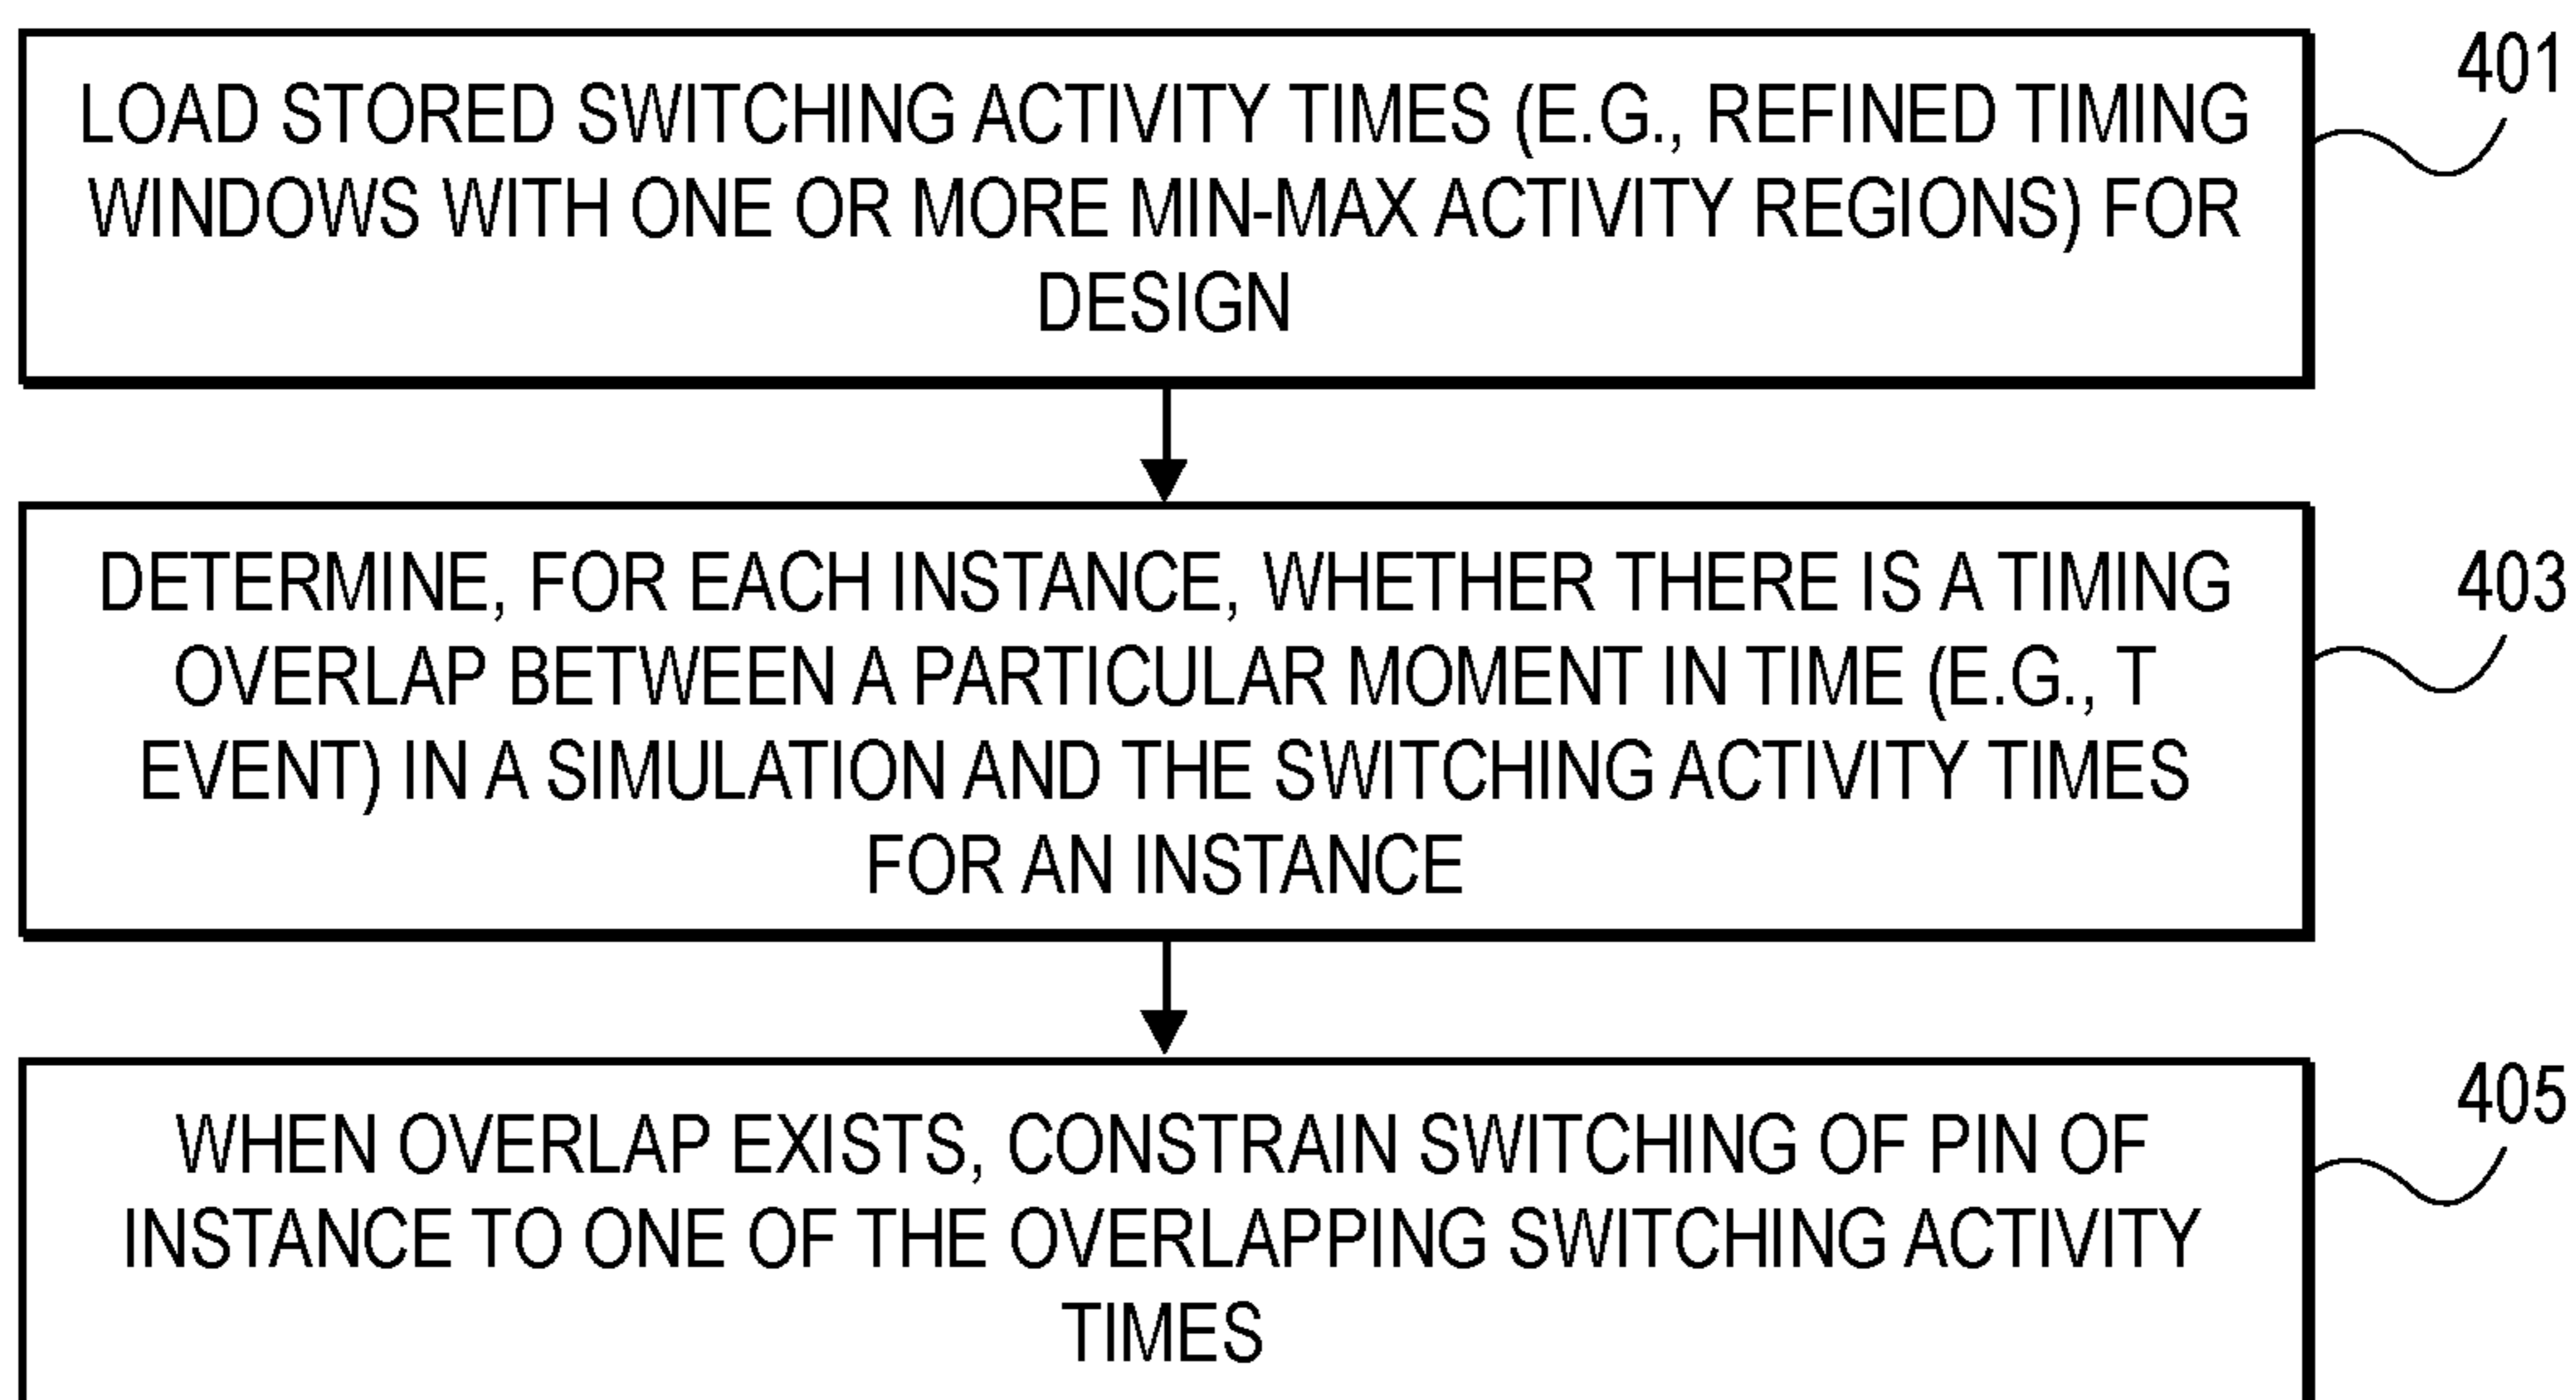 LOAD STORED SWITCHING ACTIVITY TIMES (E.G., REFINED TIMING
WINDOWS WITH ONE OR MORE MIN-MAX ACTIVITY REGIONS) FOR
DESIGN
401
DETERMINE, FOR EACH INSTANCE, WHETHER THERE IS A TIMING
OVERLAP BETWEEN A PARTICULAR MOMENT IN TIME (E.G., T
EVENT) IN A SIMULATION AND THE SWITCHING ACTIVITY TIMES
FOR AN INSTANCE
403
WHEN OVERLAP EXISTS, CONSTRAIN SWITCHING OF PIN OF
INSTANCE TO ONE OF THE OVERLAPPING SWITCHING ACTIVITY
TIMES
405